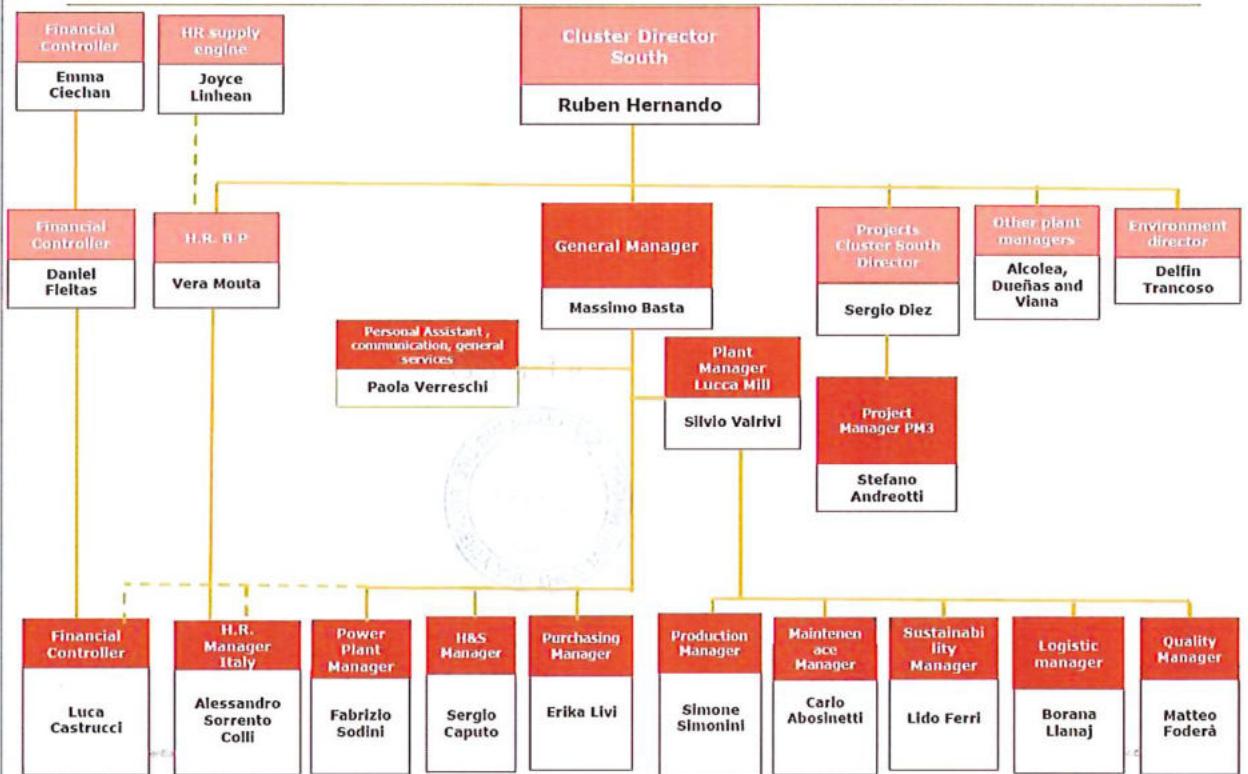 Financial
Controller
Emma
Ciechan
HR supply
engine
Joyce
Linhean
Cluster Director
South
Ruben Hernando
Financial
Controller
Daniel
Fleitas
H.R. B P
Vera Mouta
General Manager
Massimo Basta
Projects
Cluster South
Director
Sergio Diez
Other plant
managers
Alcolea,
Dueñas and
Viana
Environment
director
Delfin
Trancoso
Personal Assistant ,
communication, general
services
Paola Verreschi
Plant
Manager
Lucca Mill
Silvio Valrivi
Project
Manager PM3
Stefano
Andreotti
Financial
Controller
Luca
Castrucci
H.R.
Manager
Italy
Alessandro
Sorrento
Colli
Power
Plant
Manager
Fabrizio
Sodini
H&S
Manager
Sergio
Caputo
Purchasing
Manager
Erika Livi
Production
Manager
Simone
Simonini
Maintenen
ace
Manager
Carlo
Abosinetti
Sustainabi
lity
Manager
Lido Ferri
Logistic
manager
Borana
Llanaj
Quality
Manager
Matteo
Foderà